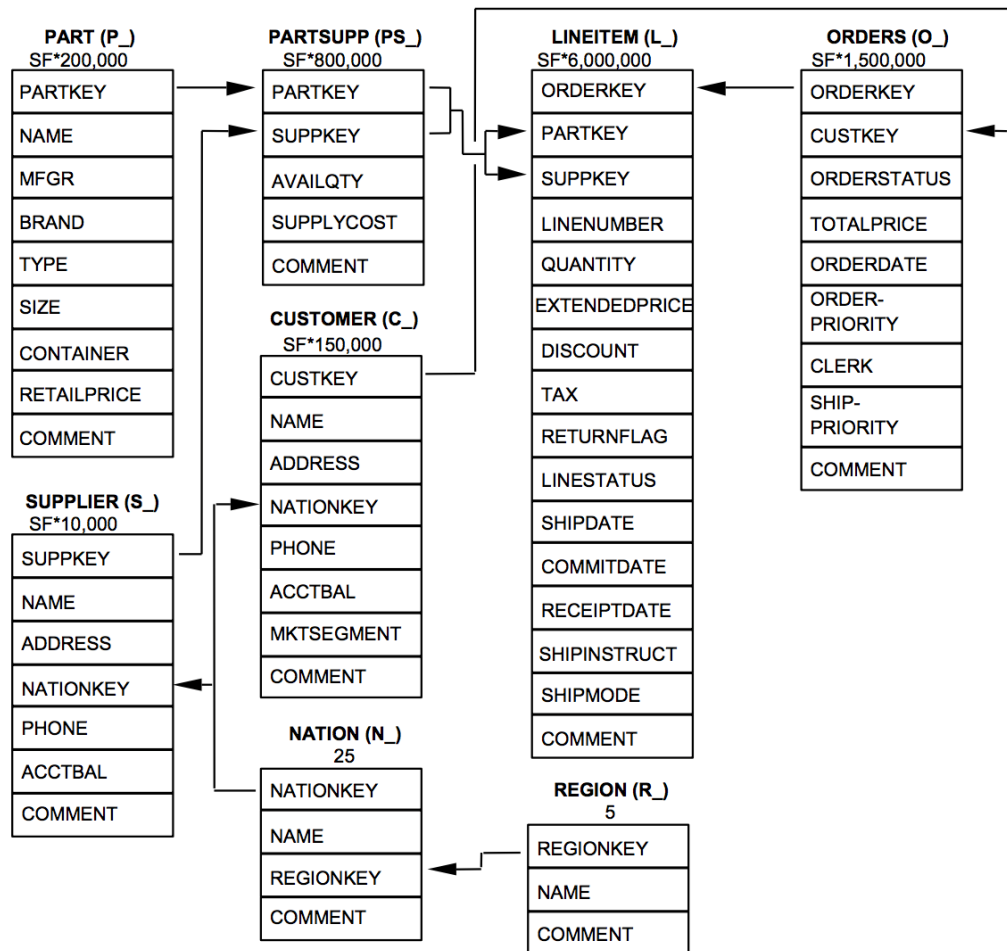 PART (P_)
SF*200,000
PARTKEY
NAME
MFGR
BRAND
TYPE
SIZE
CONTAINER
RETAILPRICE
COMMENT
SUPPLIER (S_)
SF*10,000
SUPPKEY
NAME
ADDRESS
NATIONKEY
PHONE
ACCTBAL
COMMENT
PARTSUPP (PS_)
SF*800,000
PARTKEY
SUPPKEY
AVAILQTY
SUPPLYCOST
COMMENT
CUSTOMER (C_)
SF*150,000
CUSTKEY
NAME
ADDRESS
NATIONKEY
PHONE
ACCTBAL
MKTSEGMENT
COMMENT
NATION (N_)
25
NATIONKEY
NAME
REGIONKEY
COMMENT
LINEITEM (L_)
SF*6,000,000
ORDERKEY
PARTKEY
SUPPKEY
LINENUMBER
QUANTITY
EXTENDEDPRICE
DISCOUNT
TAX
RETURNFLAG
LINESTATUS
SHIPDATE
COMMITDATE
RECEIPTDATE
SHIPINSTRUCT
SHIPMODE
COMMENT
REGION (R_)
5
REGIONKEY
NAME
COMMENT
ORDERS (O_)
SF*1,500,000
ORDERKEY
CUSTKEY
ORDERSTATUS
TOTALPRICE
ORDERDATE
ORDER-
PRIORITY
CLERK
SHIP-
PRIORITY
COMMENT